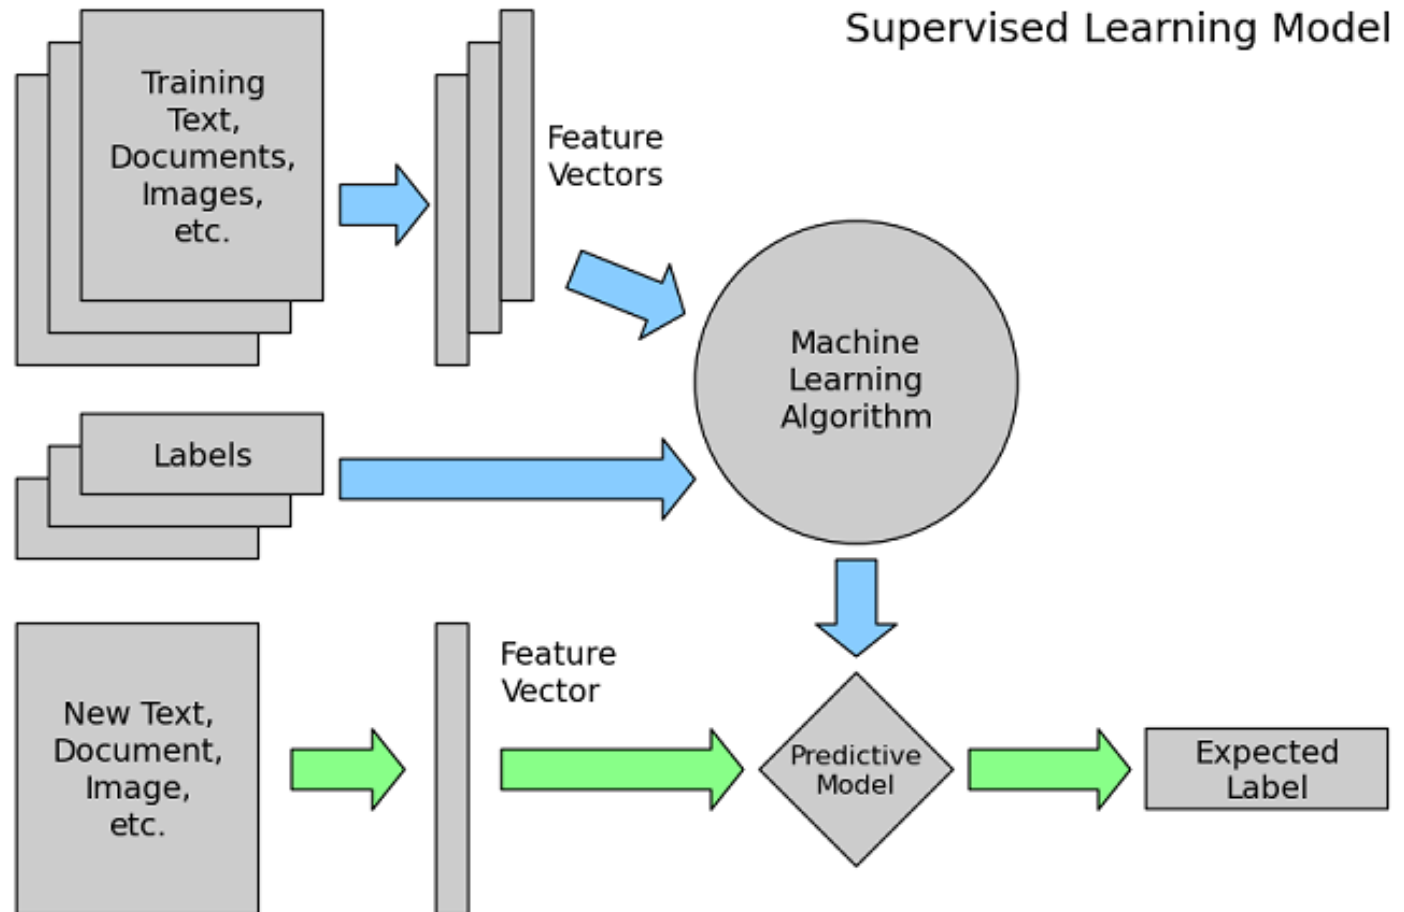 Supervised Learning Model
Training
Text,
Documents,
Images,
etc.
Feature
Vectors
Machine
Learning
Algorithm
Labels
New Text,
Document,
Image,
etc.
Feature
Vector
Predictive
Model
Expected
Label